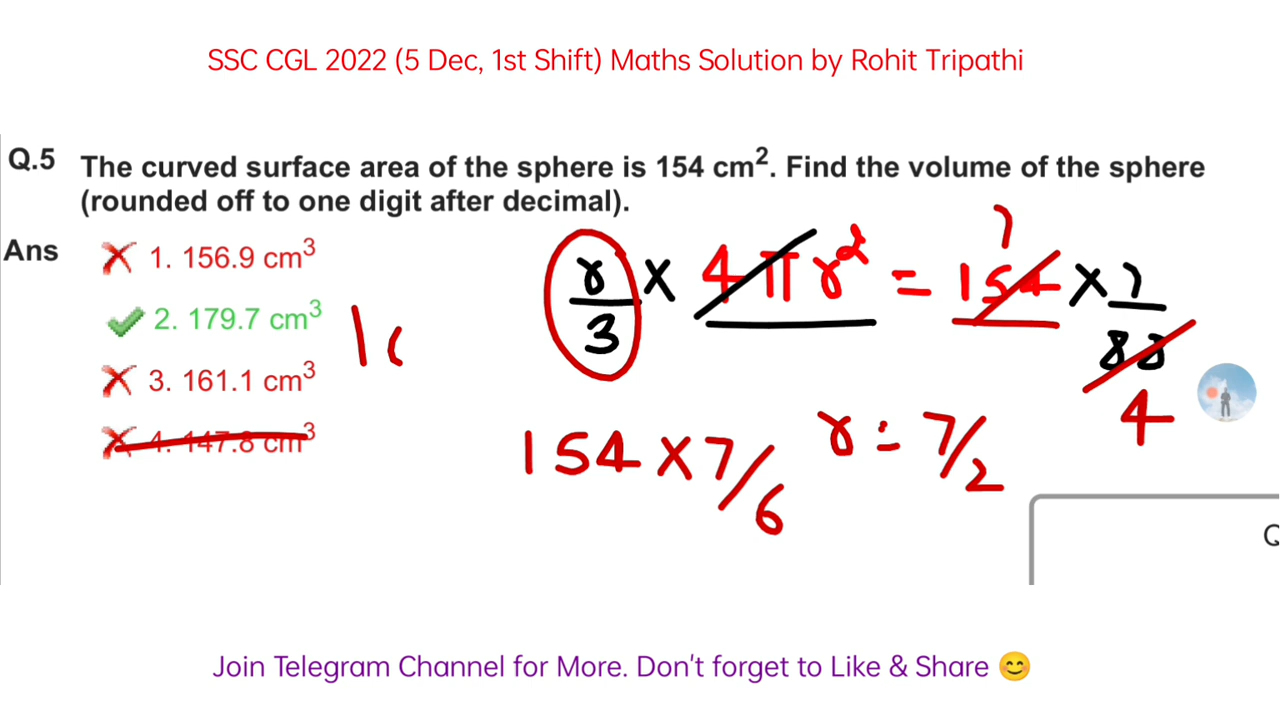 SSC CGL 2022 (5 Dec, 1st Shift) Maths Solution by Rohit Tripathi
Q.5 The curved surface area of the sphere is 154 cm². Find the volume of the sphere
(rounded off to one digit after decimal).
Ans 1. 156.9 cm³
2. 179.7 cm³
3. 161.1 cm³
4. 147.8 cm³
r/3 × 4πr² = 154 × 7/88
7
4
154 × 7/6
r = 7/2
Join Telegram Channel for More. Don't forget to Like & Share 😊